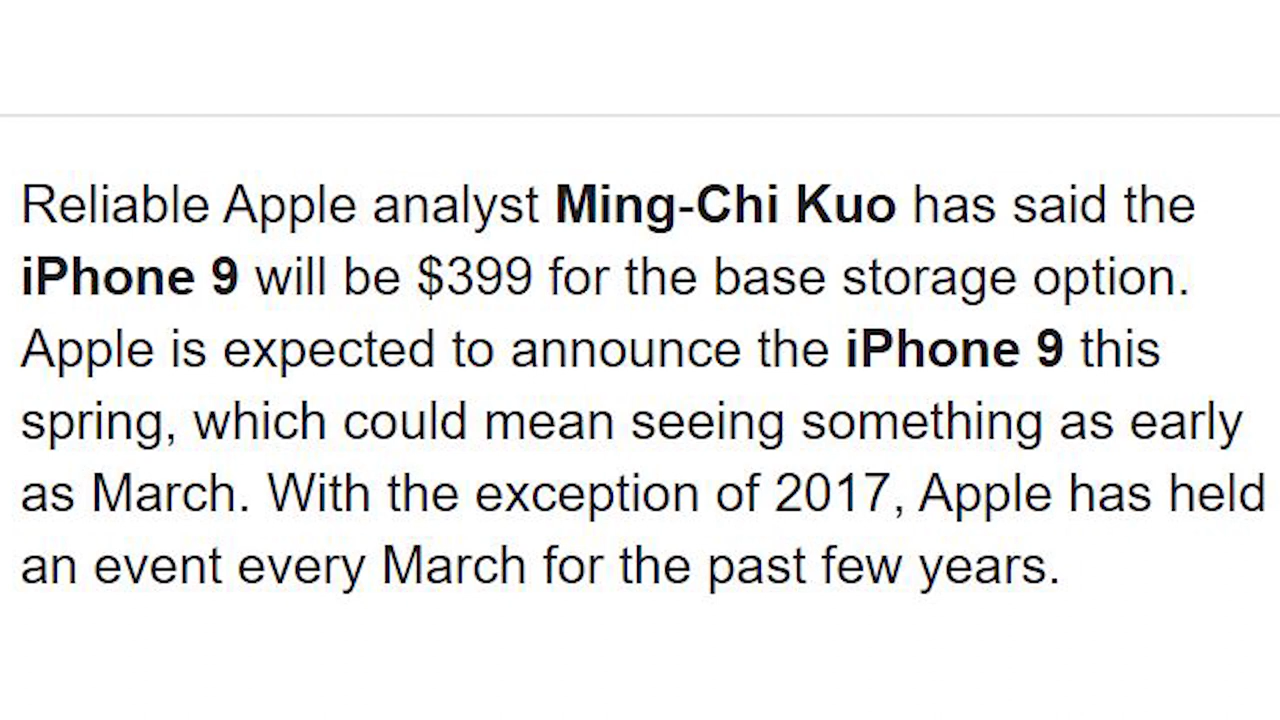 Reliable Apple analyst Ming-Chi Kuo has said the
iPhone 9 will be $399 for the base storage option.
Apple is expected to announce the iPhone 9 this
spring, which could mean seeing something as early
as March. With the exception of 2017, Apple has held
an event every March for the past few years.